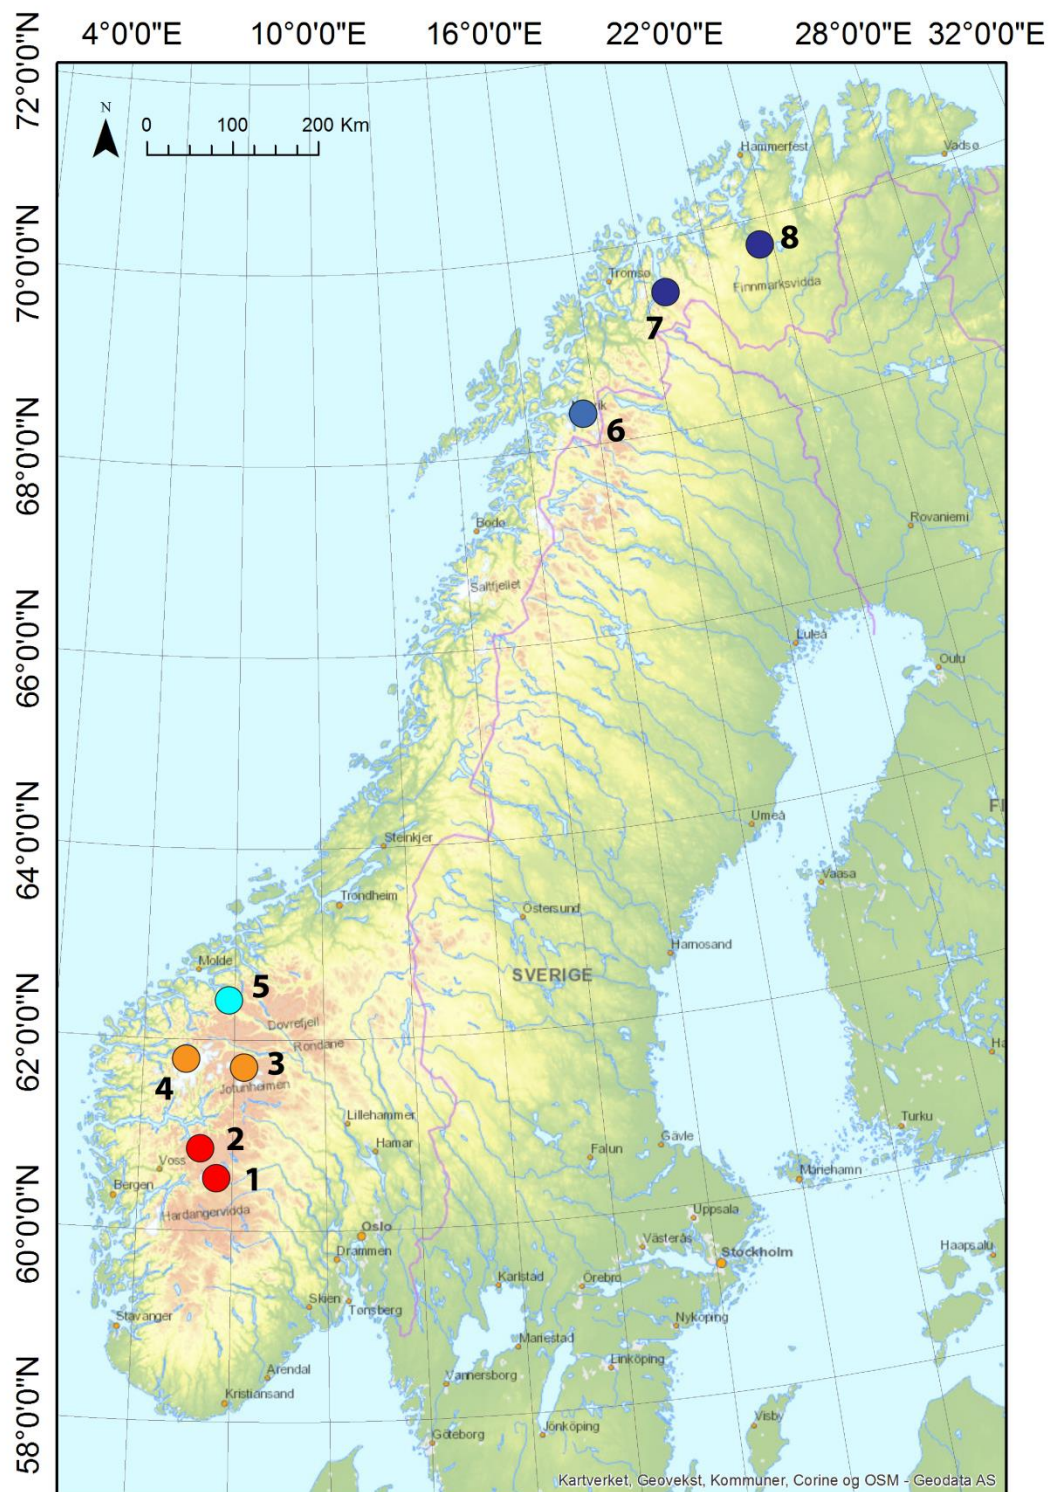 4°0'0"E 10°0'0"E 16°0'0"E 22°0'0"E 28°0'0"E 32°0'0"E
72°0'0"N
N
0 100 200 Km
Hammerfest
Vadsø
8
70°0'0"N
Tromsø
Finnmarksvidda
7
6
68°0'0"N
Rovaniemi
Bodø
Saltfjellet
66°0'0"N
Luleå
Oulu
Umeå
64°0'0"N
Steinkjer
Vaasa
Trondheim
Östersund
Harnosand
Molde
SVERIGE
5
Dovrefjell
62°0'0"N
Rondane
3
4
Jotunheimen
Lillehammer
Turku
2
Hamar
Gävle
Falun
Voss
Mariehamn
1
Bergen
Hardangervidda
Uppsala
60°0'0"N
Oslo
Västerås
Haapsalu
Drammen
Stockholm
Karlstad
Örebro
Skien
Tønsberg
Stavanger
Nyköping
Mariestad
Linköping
Arendal
Vannersborg
Kristiansand
58°0'0"N
Visby
Jönköping
Göteborg
Kartverket, Geovekst, Kommuner, Corine og OSM - Geodata AS